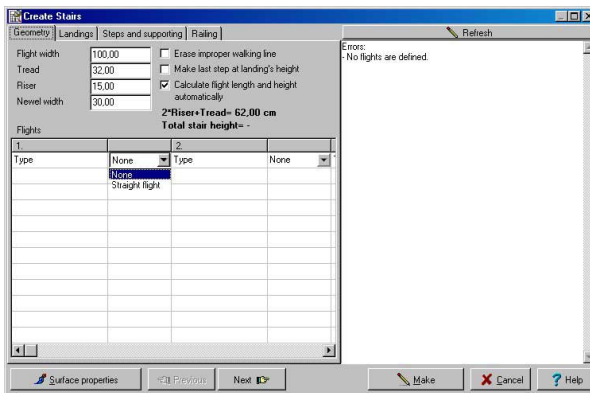 Create Stairs
Geometry Landings Steps and supporting Railing
Refresh
Flight width 100,00 Erase improper walking line
Tread 32,00 Make last step at landing's height
Riser 15,00 Calculate flight length and height
automatically
Newel width 30,00
2*Riser+Tread= 62,00 cm
Total stair height= -
Flights
1. 2.
Type None Type None
None
Straight flight
Errors:
- No flights are defined.
Surface properties Previous Next Make Cancel Help